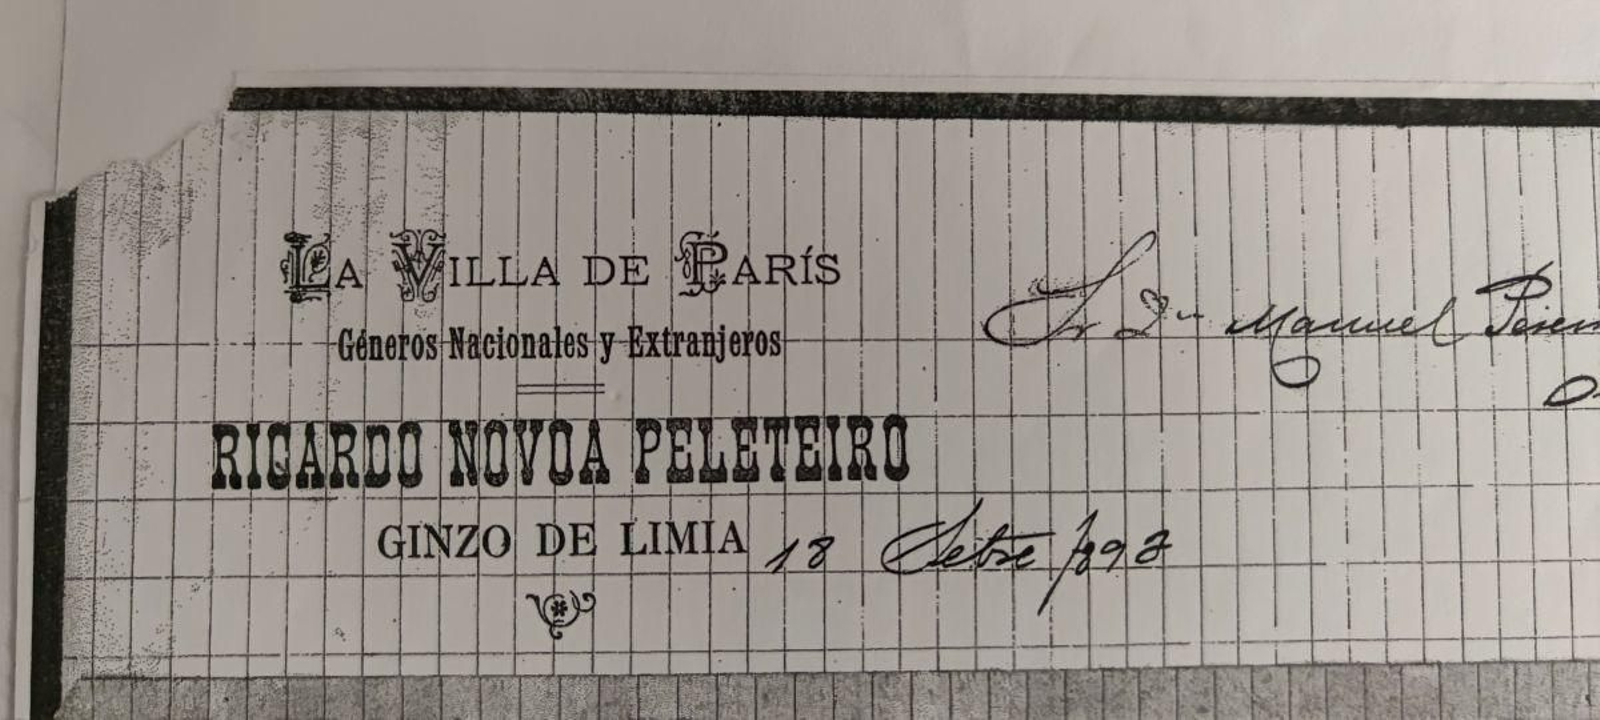 LA VILLA DE PARÍS
Géneros Nacionales y Extranjeros
RICARDO NOVOA PELETEIRO
GINZO DE LIMIA 18 Setbre 1893
Sr Dn Manuel